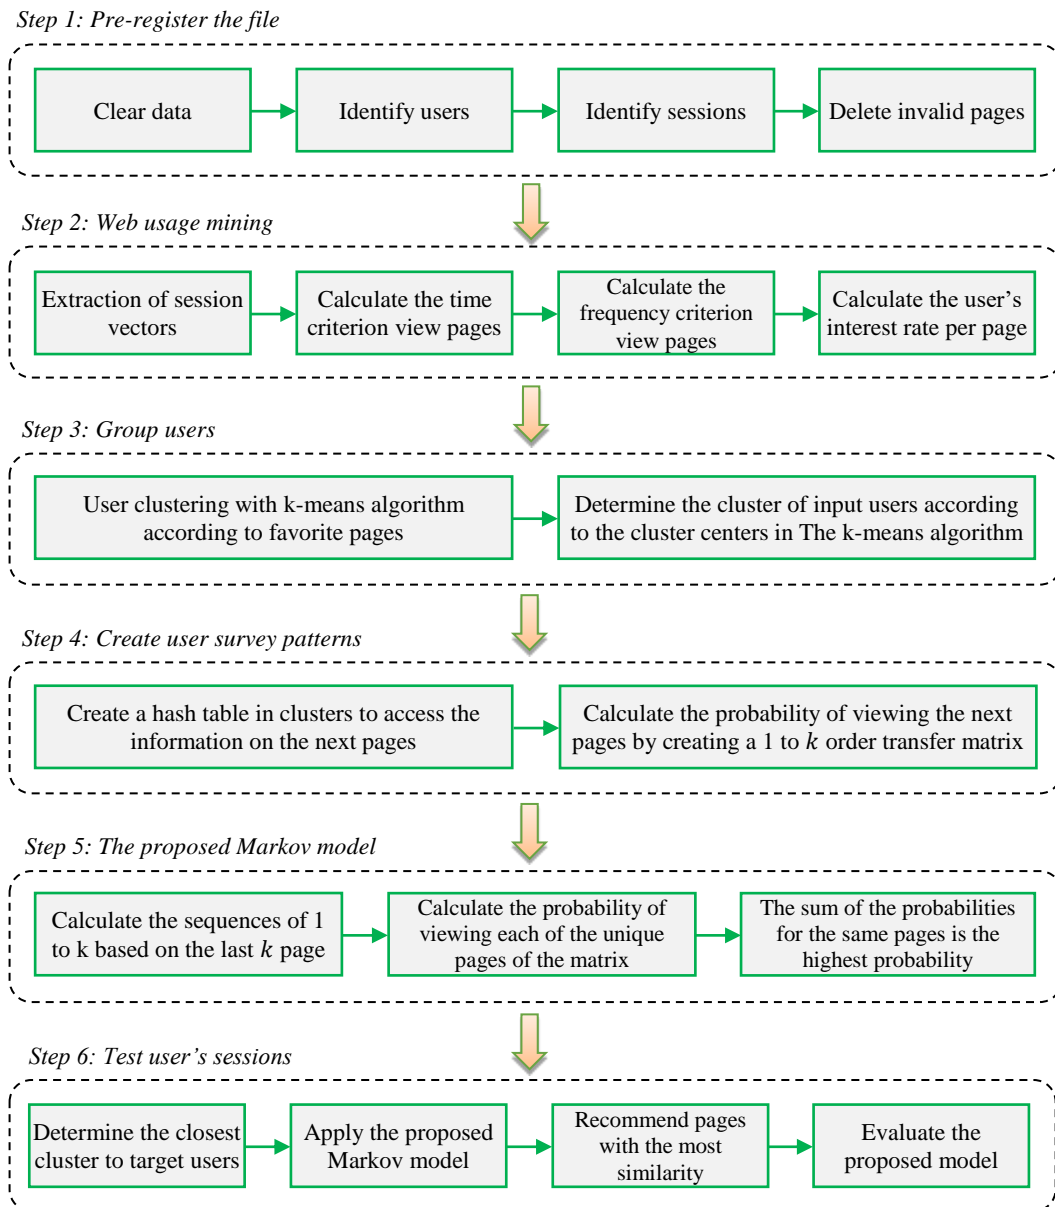 Step 1: Pre-register the file
Clear data
Identify users
Identify sessions
Delete invalid pages
Step 2: Web usage mining
Extraction of session
vectors
Calculate the time
criterion view pages
Calculate the
frequency criterion
view pages
Calculate the user’s
interest rate per page
Step 3: Group users
User clustering with k-means algorithm
according to favorite pages
Determine the cluster of input users according
to the cluster centers in The k-means algorithm
Step 4: Create user survey patterns
Create a hash table in clusters to access the
information on the next pages
Calculate the probability of viewing the next
pages by creating a 1 to k order transfer matrix
Step 5: The proposed Markov model
Calculate the sequences of 1
to k based on the last k page
Calculate the probability of
viewing each of the unique
pages of the matrix
The sum of the probabilities
for the same pages is the
highest probability
Step 6: Test user’s sessions
Determine the closest
cluster to target users
Apply the proposed
Markov model
Recommend pages
with the most
similarity
Evaluate the
proposed model